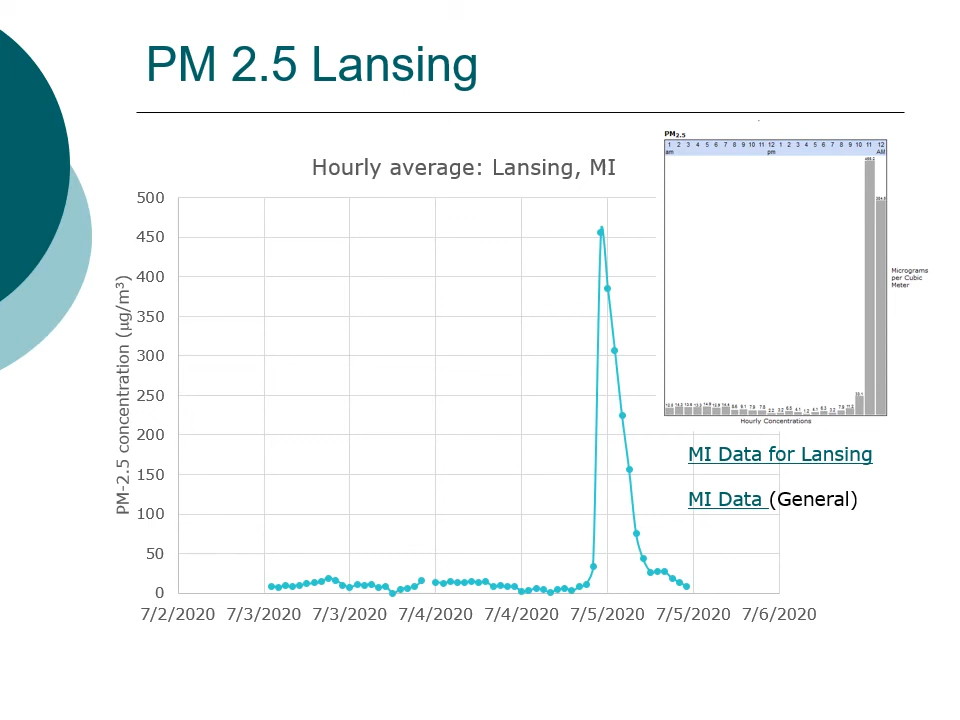 PM 2.5 Lansing
PM2.5
1 2 3 4 5 6 7 8 9 10 11 12 1 2 3 4 5 6 7 8 9 10 11 12
am pm AM
Hourly average: Lansing, MI
500
450
400
350
300
250
200
150
100
50
0
PM-2.5 concentration (µg/m³)
7/2/2020 7/3/2020 7/3/2020 7/4/2020 7/4/2020 7/5/2020 7/5/2020 7/6/2020
Micrograms
per Cubic
Meter
Hourly Concentrations
MI Data for Lansing
MI Data (General)